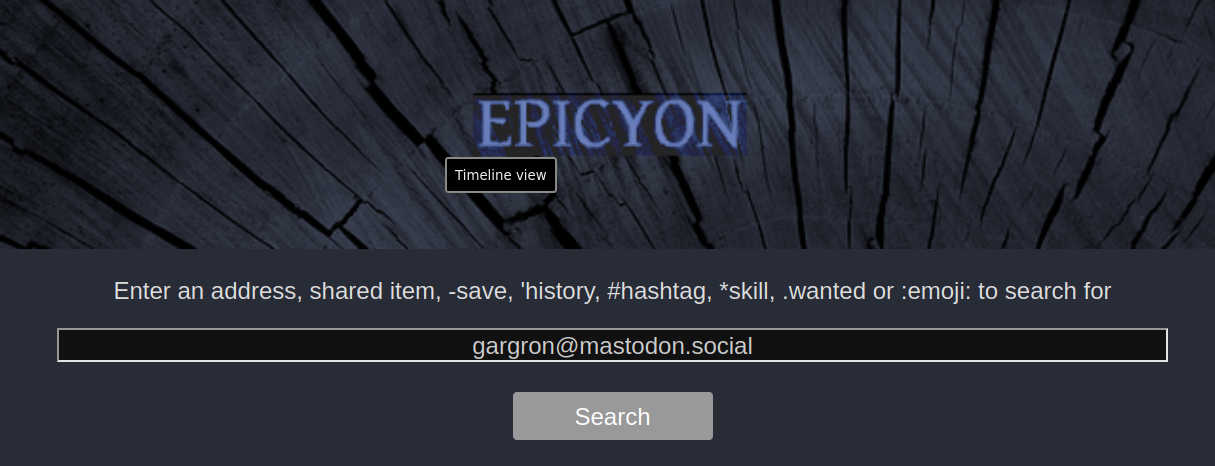 EPICYON
Timeline view
Enter an address, shared item, -save, 'history, #hashtag, *skill, .wanted or :emoji: to search for
gargron@mastodon.social
Search